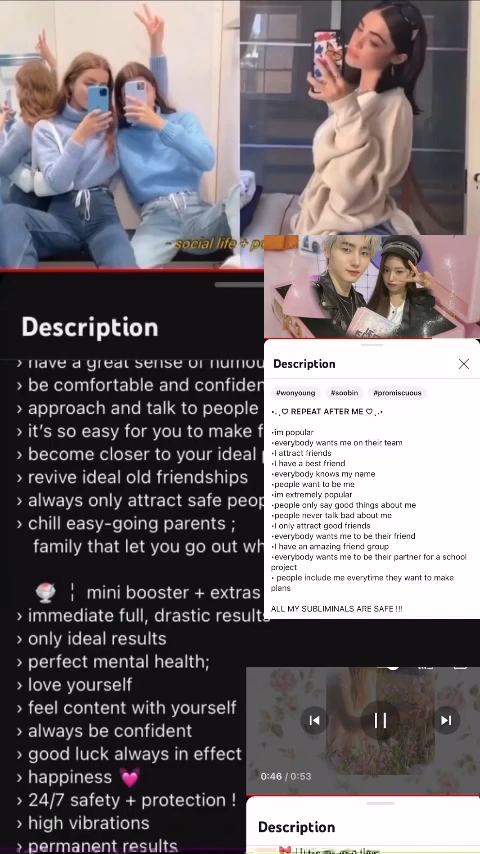 social life +
Description
› have a great sense of humou
› be comfortable and confiden
› approach and talk to people
› it's so easy for you to make f
› become closer to your ideal
› revive ideal old friendships
› always only attract safe peop
› chill easy-going parents ;
family that let you go out wh
🍨 ¦ mini booster + extras
› immediate full, drastic results
› only ideal results
› perfect mental health;
› love yourself
› feel content with yourself
› always be confident
› good luck always in effect
› happiness 💓
› 24/7 safety + protection !
› high vibrations
› permanent results
Description
#wonyoung #soobin #promiscuous
•.¸♡ REPEAT AFTER ME ♡¸.•
•im popular
•everybody wants me on their team
•I attract friends
•I have a best friend
•everybody knows my name
•people want to be me
•im extremely popular
•people only say good things about me
•people never talk bad about me
•I only attract good friends
•everybody wants me to be their friend
•I have an amazing friend group
•everybody wants me to be their partner for a school
project
• people include me everytime they want to make
plans
ALL MY SUBLIMINALS ARE SAFE !!!
0:46 / 0:53
Description